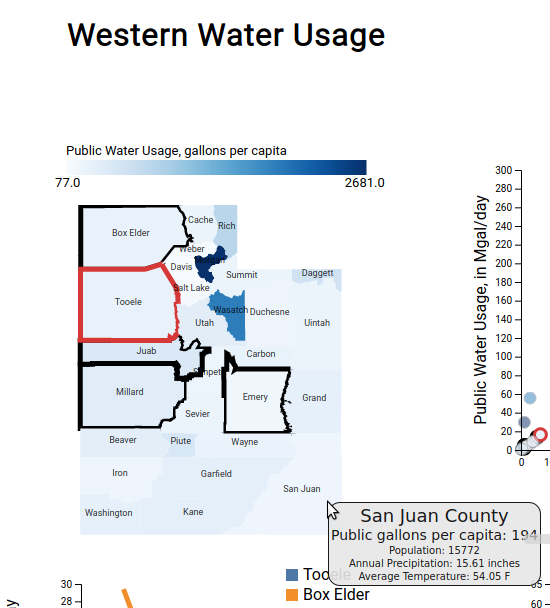 Western Water Usage
Public Water Usage, gallons per capita
77.0
2681.0
Cache
Rich
Box Elder
Weber
Davis
Summit
Daggett
Salt Lake
Tooele
Wasatch
Duchesne
Utah
Uintah
Juab
Carbon
Millard
Emery
Grand
Sevier
Beaver
Piute
Wayne
Iron
Garfield
San Juan
Washington
Kane
Public Water Usage, in Mgal/day
300
280
260
240
220
200
180
160
140
120
100
80
60
40
20
0
0
San Juan County
Public gallons per capita: 194
Population: 15772
Annual Precipitation: 15.61 inches
Average Temperature: 54.05 F
Box Elder
30
28
60